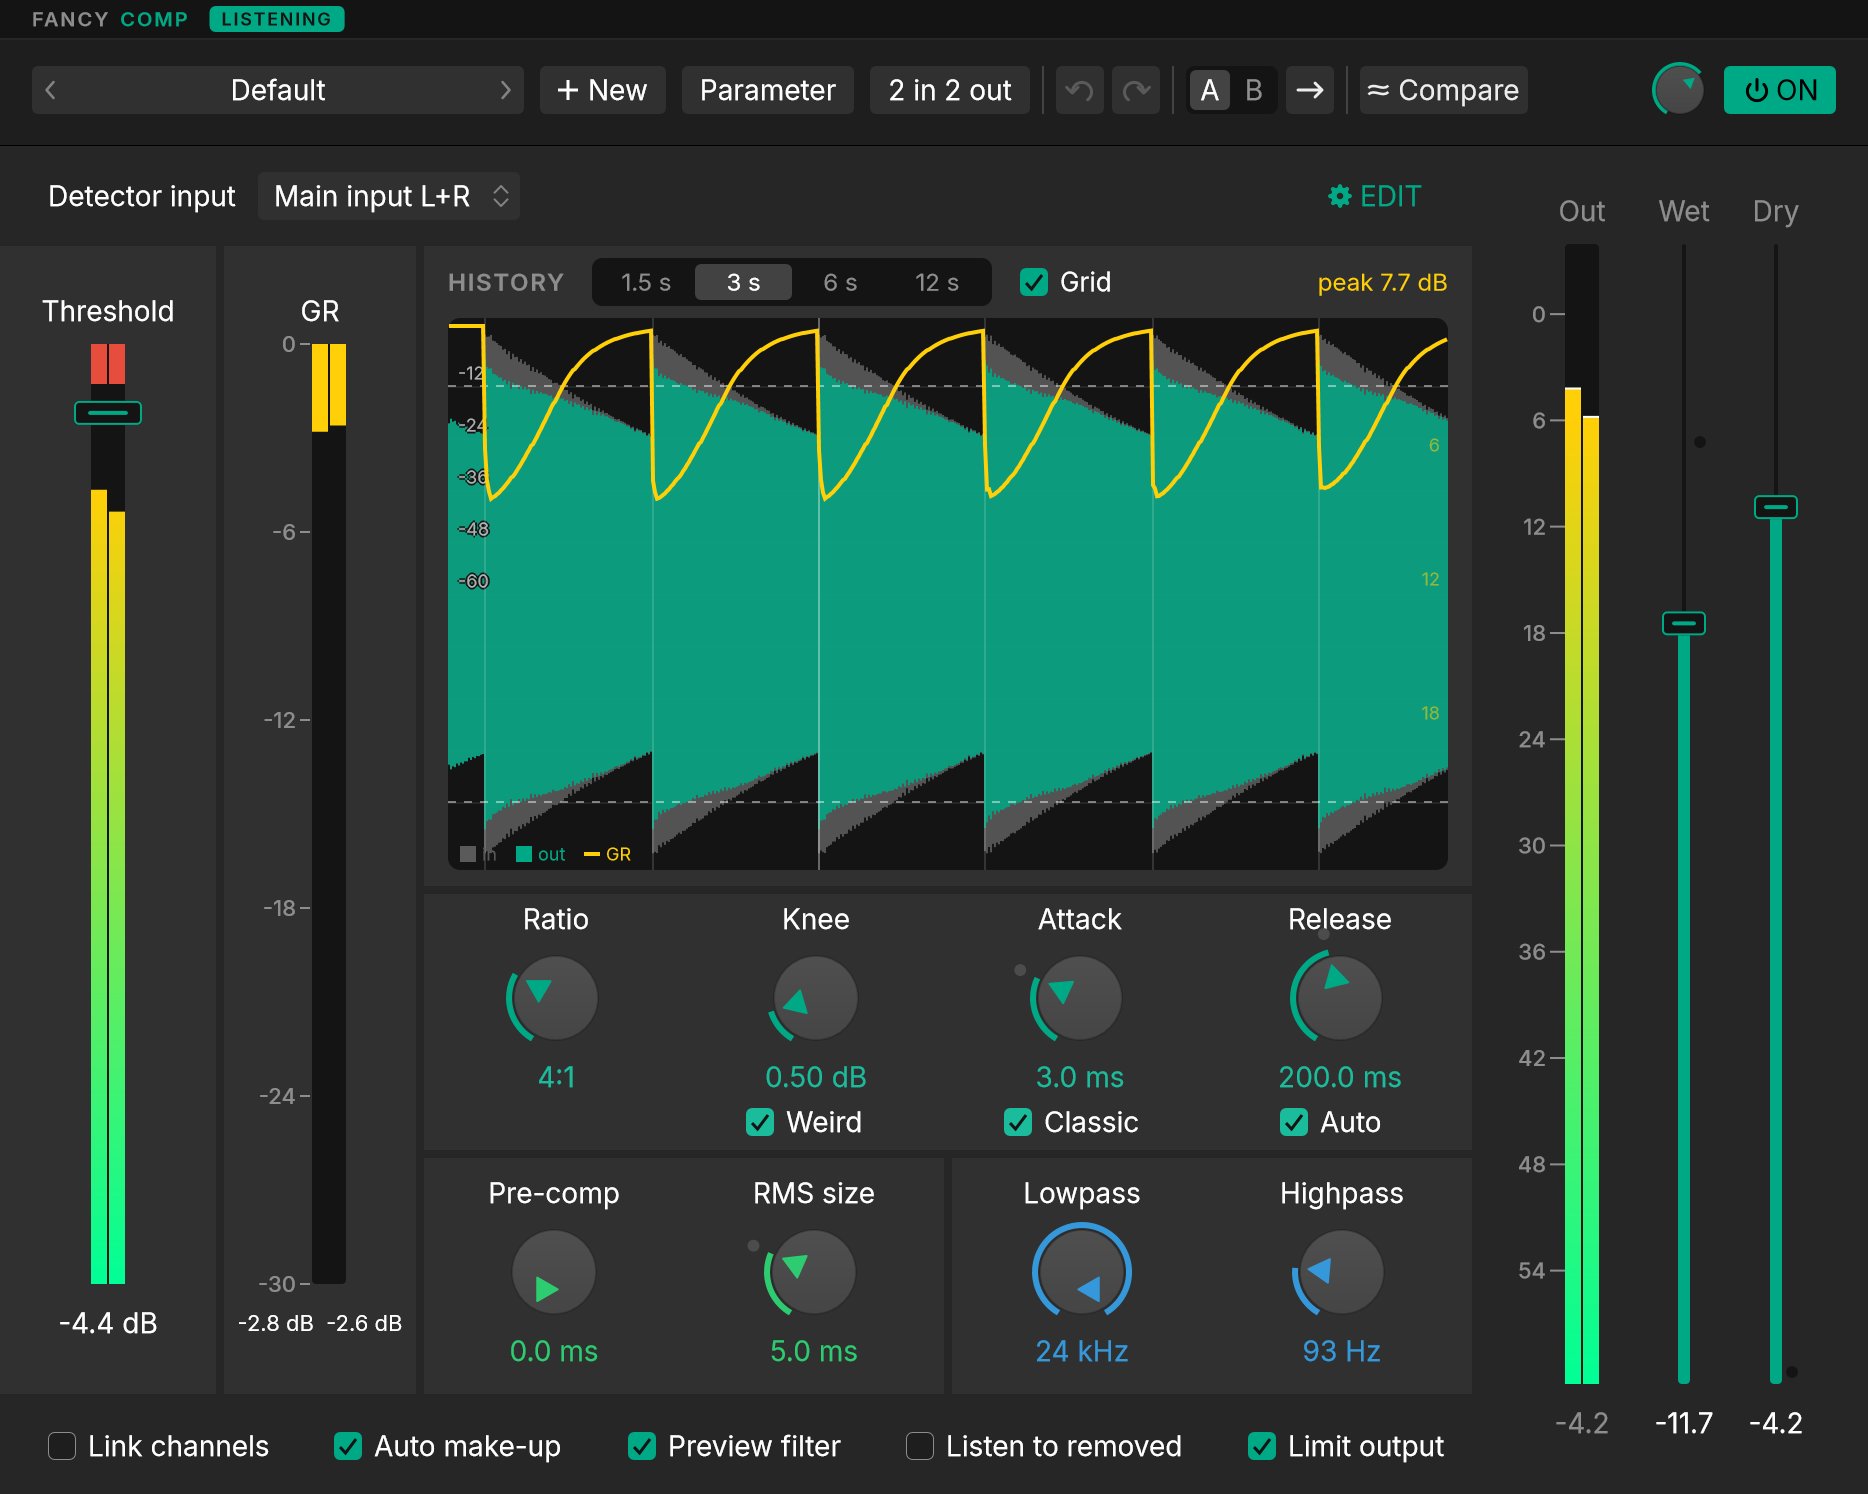 FANCY COMP LISTENING
Default + New Parameter 2 in 2 out A B → ≈ Compare ON
Detector input Main input L+R EDIT
Out Wet Dry
HISTORY 1.5 s 3 s 6 s 12 s Grid peak 7.7 dB
Threshold
GR
0
-6
-12
-18
-24
-30
-12
-24
-36
-48
-60
6
12
18
in out GR
0
6
12
18
24
30
36
42
48
54
Ratio Knee Attack Release
4:1 0.50 dB 3.0 ms 200.0 ms
Weird Classic Auto
Pre-comp RMS size Lowpass Highpass
0.0 ms 5.0 ms 24 kHz 93 Hz
-4.4 dB -2.8 dB -2.6 dB
-4.2 -11.7 -4.2
Link channels Auto make-up Preview filter Listen to removed Limit output